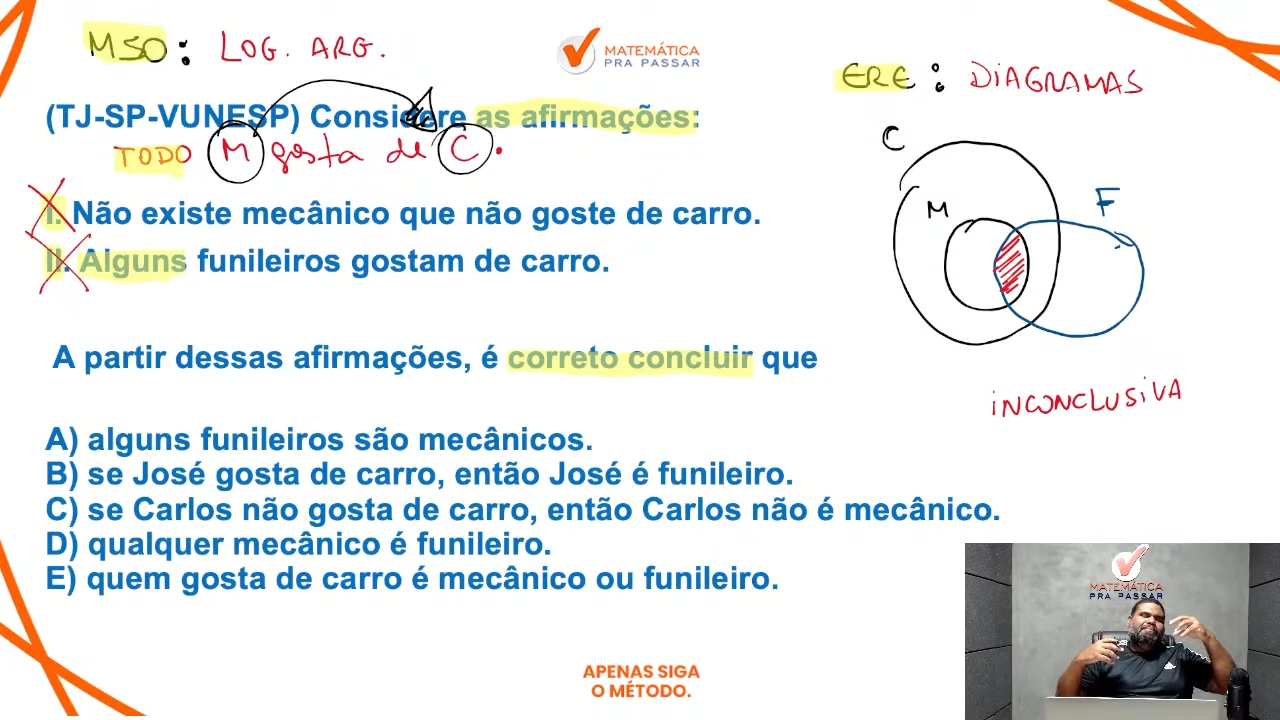 MSO: LOG. ARG.
MATEMÁTICA
PRA PASSAR
ERE: DIAGRAMAS
(TJ-SP-VUNESP) Considere as afirmações:
TODO M gosta de C.
I. Não existe mecânico que não goste de carro.
II. Alguns funileiros gostam de carro.
C
M
F
A partir dessas afirmações, é correto concluir que
INCONCLUSIVA
A) alguns funileiros são mecânicos.
B) se José gosta de carro, então José é funileiro.
C) se Carlos não gosta de carro, então Carlos não é mecânico.
D) qualquer mecânico é funileiro.
E) quem gosta de carro é mecânico ou funileiro.
MATEMÁTICA
PRA PASSAR
APENAS SIGA
O MÉTODO.